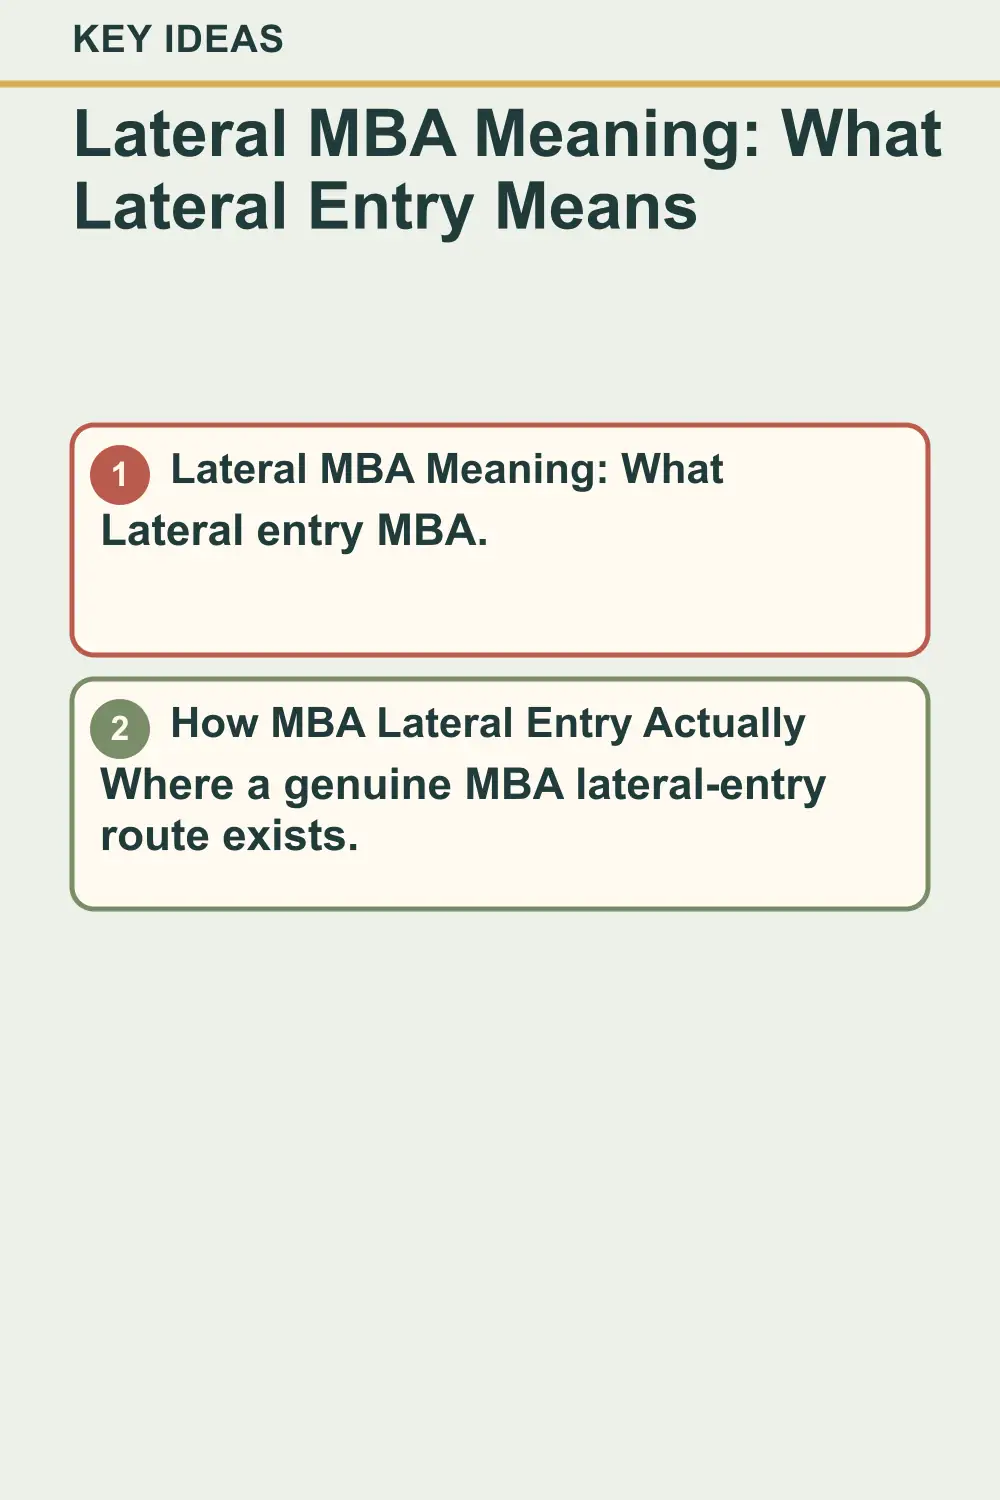 KEY IDEAS
Lateral MBA Meaning: What
Lateral Entry Means
1 Lateral MBA Meaning: What
Lateral entry MBA.
2 How MBA Lateral Entry Actually
Where a genuine MBA lateral-entry
route exists.